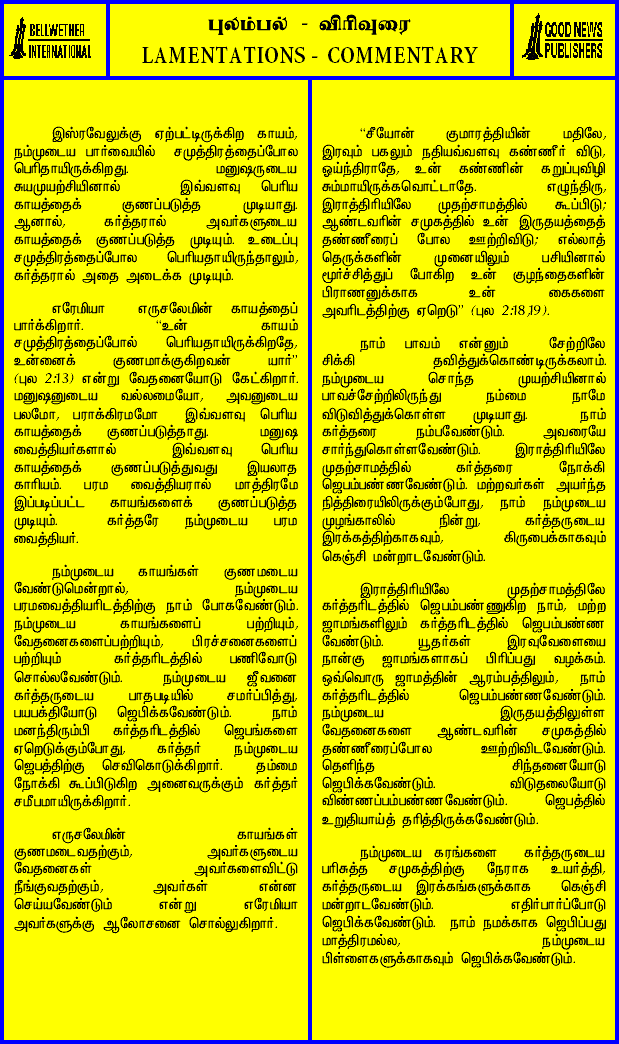 BELLWETHER
INTERNATIONAL
புலம்பல் - விரிவுரை
LAMENTATIONS - COMMENTARY
GOOD NEWS
PUBLISHERS
இஸ்ரவேலுக்கு ஏற்பட்டிருக்கிற காயம்,
நம்முடைய பார்வையில் சமுத்திரத்தைப்போல
பெரிதாயிருக்கிறது. மனுஷருடைய
சுயமுயற்சியினால் இவ்வளவு பெரிய
காயத்தைக் குணப்படுத்த முடியாது.
ஆனால், கர்த்தரால் அவர்களுடைய
காயத்தைக் குணப்படுத்த முடியும். உடைப்பு
சமுத்திரத்தைப்போல பெரியதாயிருந்தாலும்,
கர்த்தரால் அதை அடைக்க முடியும்.
எரேமியா எருசலேமின் காயத்தைப்
பார்க்கிறார். "உன் காயம்
சமுத்திரத்தைப்போல் பெரியதாயிருக்கிறதே,
உன்னைக் குணமாக்குகிறவன் யார்"
(புல 2:13) என்று வேதனையோடு கேட்கிறார்.
மனுஷனுடைய வல்லமையோ, அவனுடைய
பலமோ, பராக்கிரமமோ இவ்வளவு பெரிய
காயத்தைக் குணப்படுத்தாது. மனுஷ
வைத்தியர்களால் இவ்வளவு பெரிய
காயத்தைக் குணப்படுத்துவது இயலாத
காரியம். பரம வைத்தியரால் மாத்திரமே
இப்படிப்பட்ட காயங்களைக் குணப்படுத்த
முடியும். கர்த்தரே நம்முடைய பரம
வைத்தியர்.
நம்முடைய காயங்கள் குணமடைய
வேண்டுமென்றால், நம்முடைய
பரமவைத்தியரிடத்திற்கு நாம் போகவேண்டும்.
நம்முடைய காயங்களைப் பற்றியும்,
வேதனைகளைப்பற்றியும், பிரச்சனைகளைப்
பற்றியும் கர்த்தரிடத்தில் பணிவோடு
சொல்லவேண்டும். நம்முடைய ஜீவனை
கர்த்தருடைய பாதபடியில் சமர்ப்பித்து,
பயபக்தியோடு ஜெபிக்கவேண்டும். நாம்
மனந்திரும்பி கர்த்தரிடத்தில் ஜெபங்களை
ஏறெடுக்கும்போது, கர்த்தர் நம்முடைய
ஜெபத்திற்கு செவிகொடுக்கிறார். தம்மை
நோக்கி கூப்பிடுகிற அனைவருக்கும் கர்த்தர்
சமீபமாயிருக்கிறார்.
எருசலேமின் காயங்கள்
குணமடைவதற்கும், அவர்களுடைய
வேதனைகள் அவர்களைவிட்டு
நீங்குவதற்கும், அவர்கள் என்ன
செய்யவேண்டும் என்று எரேமியா
அவர்களுக்கு ஆலோசனை சொல்லுகிறார்.
"சீயோன் குமாரத்தியின் மதிலே,
இரவும் பகலும் நதியவ்வளவு கண்ணீர் விடு,
ஓய்ந்திராதே, உன் கண்ணின் கறுப்புவிழி
சும்மாயிருக்கவொட்டாதே. எழுந்திரு,
இராத்திரியிலே முதற்சாமத்தில் கூப்பிடு;
ஆண்டவரின் சமுகத்தில் உன் இருதயத்தைத்
தண்ணீரைப் போல ஊற்றிவிடு; எல்லாத்
தெருக்களின் முனையிலும் பசியினால்
மூர்ச்சித்துப் போகிற உன் குழந்தைகளின்
பிராணனுக்காக உன் கைகளை
அவரிடத்திற்கு ஏறெடு" (புல 2:18,19).
நாம் பாவம் என்னும் சேற்றிலே
சிக்கி தவித்துக்கொண்டிருக்கலாம்.
நம்முடைய சொந்த முயற்சியினால்
பாவச்சேற்றிலிருந்து நம்மை நாமே
விடுவித்துக்கொள்ள முடியாது. நாம்
கர்த்தரை நம்பவேண்டும். அவரையே
சார்ந்துகொள்ளவேண்டும். இராத்திரியிலே
முதற்சாமத்தில் கர்த்தரை நோக்கி
ஜெபம்பண்ணவேண்டும். மற்றவர்கள் அயர்ந்த
நித்திரையிலிருக்கும்போது, நாம் நம்முடைய
முழங்காலில் நின்று, கர்த்தருடைய
இரக்கத்திற்காகவும், கிருபைக்காகவும்
கெஞ்சி மன்றாடவேண்டும்.
இராத்திரியிலே முதற்சாமத்திலே
கர்த்தரிடத்தில் ஜெபம்பண்ணுகிற நாம், மற்ற
ஜாமங்களிலும் கர்த்தரிடத்தில் ஜெபம்பண்ண
வேண்டும். யூதர்கள் இரவுவேளையை
நான்கு ஜாமங்களாகப் பிரிப்பது வழக்கம்.
ஒவ்வொரு ஜாமத்தின் ஆரம்பத்திலும், நாம்
கர்த்தரிடத்தில் ஜெபம்பண்ணவேண்டும்.
நம்முடைய இருதயத்திலுள்ள
வேதனைகளை ஆண்டவரின் சமுகத்தில்
தண்ணீரைப்போல ஊற்றிவிடவேண்டும்.
தெளிந்த சிந்தனையோடு
ஜெபிக்கவேண்டும். விடுதலையோடு
விண்ணப்பம்பண்ணவேண்டும். ஜெபத்தில்
உறுதியாய்த் தரித்திருக்கவேண்டும்.
நம்முடைய கரங்களை கர்த்தருடைய
பரிசுத்த சமுகத்திற்கு நேராக உயர்த்தி,
கர்த்தருடைய இரக்கங்களுக்காக கெஞ்சி
மன்றாடவேண்டும். எதிர்பார்ப்போடு
ஜெபிக்கவேண்டும். நாம் நமக்காக ஜெபிப்பது
மாத்திரமல்ல, நம்முடைய
பிள்ளைகளுக்காகவும் ஜெபிக்கவேண்டும்.